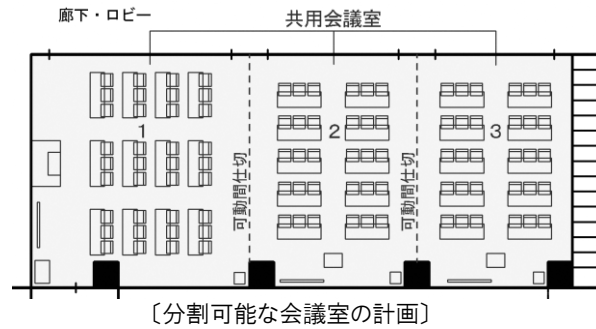 廊下・ロビー
共用会議室
1
2
3
可動間仕切
可動間仕切
〔分割可能な会議室の計画〕